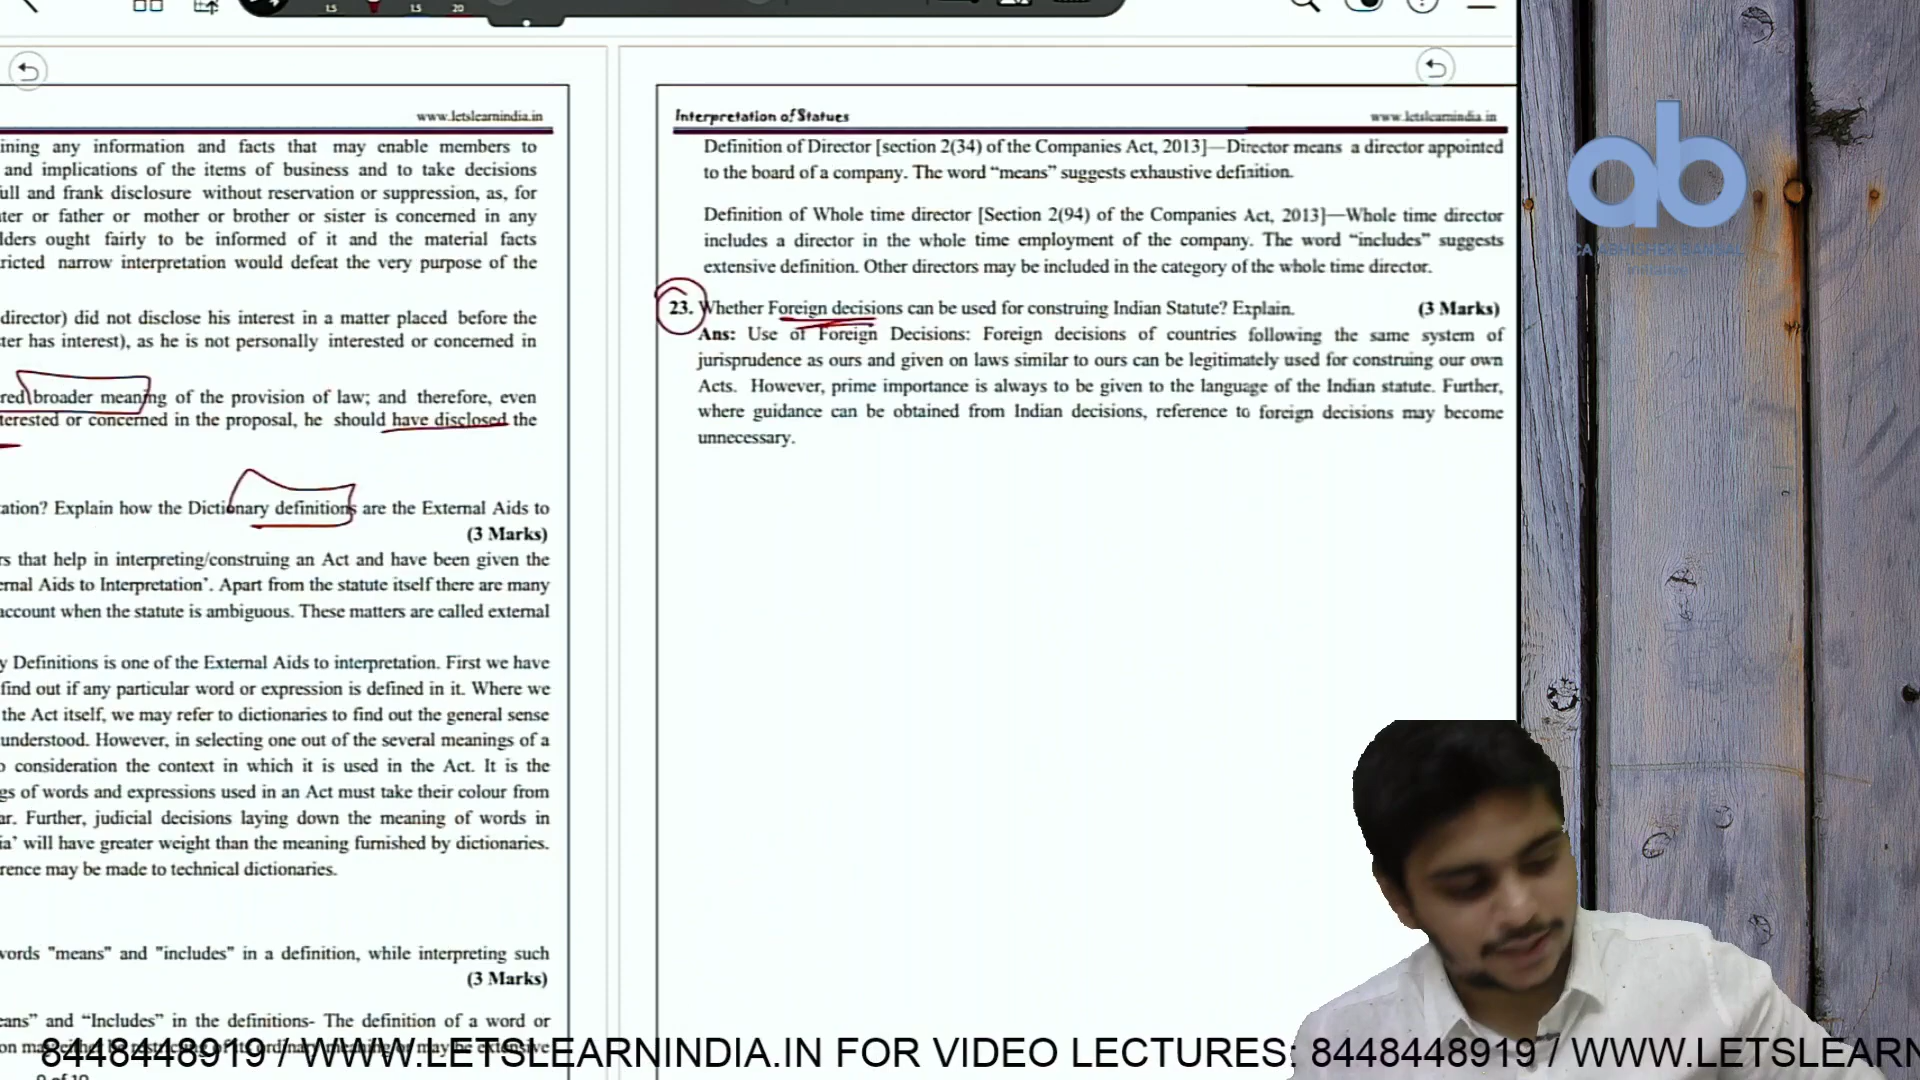 1.5
1.5
20
www.letslearnindia.in
ining any information and facts that may enable members to
and implications of the items of business and to take decisions
ull and frank disclosure without reservation or suppression, as, for
ter or father or mother or brother or sister is concerned in any
lders ought fairly to be informed of it and the material facts
ricted narrow interpretation would defeat the very purpose of the
director) did not disclose his interest in a matter placed before the
ter has interest), as he is not personally interested or concerned in
red broader meaning of the provision of law; and therefore, even
terested or concerned in the proposal, he should have disclosed the
ation? Explain how the Dictionary definitions are the External Aids to
(3 Marks)
rs that help in interpreting/construing an Act and have been given the
ernal Aids to Interpretation'. Apart from the statute itself there are many
account when the statute is ambiguous. These matters are called external
y Definitions is one of the External Aids to interpretation. First we have
find out if any particular word or expression is defined in it. Where we
the Act itself, we may refer to dictionaries to find out the general sense
understood. However, in selecting one out of the several meanings of a
o consideration the context in which it is used in the Act. It is the
gs of words and expressions used in an Act must take their colour from
ar. Further, judicial decisions laying down the meaning of words in
ia' will have greater weight than the meaning furnished by dictionaries.
rence may be made to technical dictionaries.
words "means" and "includes" in a definition, while interpreting such
(3 Marks)
eans" and "Includes" in the definitions- The definition of a word or
Interpretation of Statues
www.letslearnindia.in
Definition of Director [section 2(34) of the Companies Act, 2013]—Director means a director appointed
to the board of a company. The word "means" suggests exhaustive definition.
Definition of Whole time director [Section 2(94) of the Companies Act, 2013]—Whole time director
includes a director in the whole time employment of the company. The word "includes" suggests
extensive definition. Other directors may be included in the category of the whole time director.
23. Whether Foreign decisions can be used for construing Indian Statute? Explain. (3 Marks)
Ans: Use of Foreign Decisions: Foreign decisions of countries following the same system of
jurisprudence as ours and given on laws similar to ours can be legitimately used for construing our own
Acts. However, prime importance is always to be given to the language of the Indian statute. Further,
where guidance can be obtained from Indian decisions, reference to foreign decisions may become
unnecessary.
ab
CA ABHISHEK BANSAL
8448448919 / WWW.LETSLEARNINDIA.IN FOR VIDEO LECTURES: 8448448919 / WWW.LETSLEARN